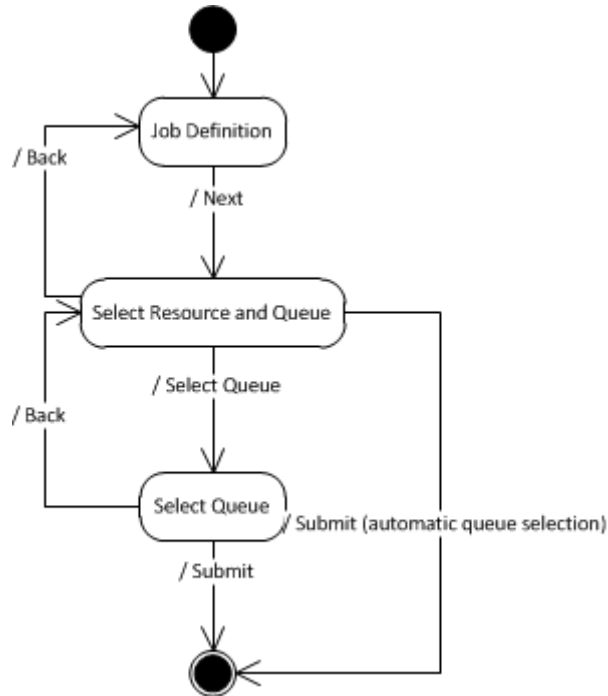 Job Definition
/ Back
/ Next
Select Resource and Queue
/ Select Queue
/ Back
Select Queue
/ Submit (automatic queue selection)
/ Submit